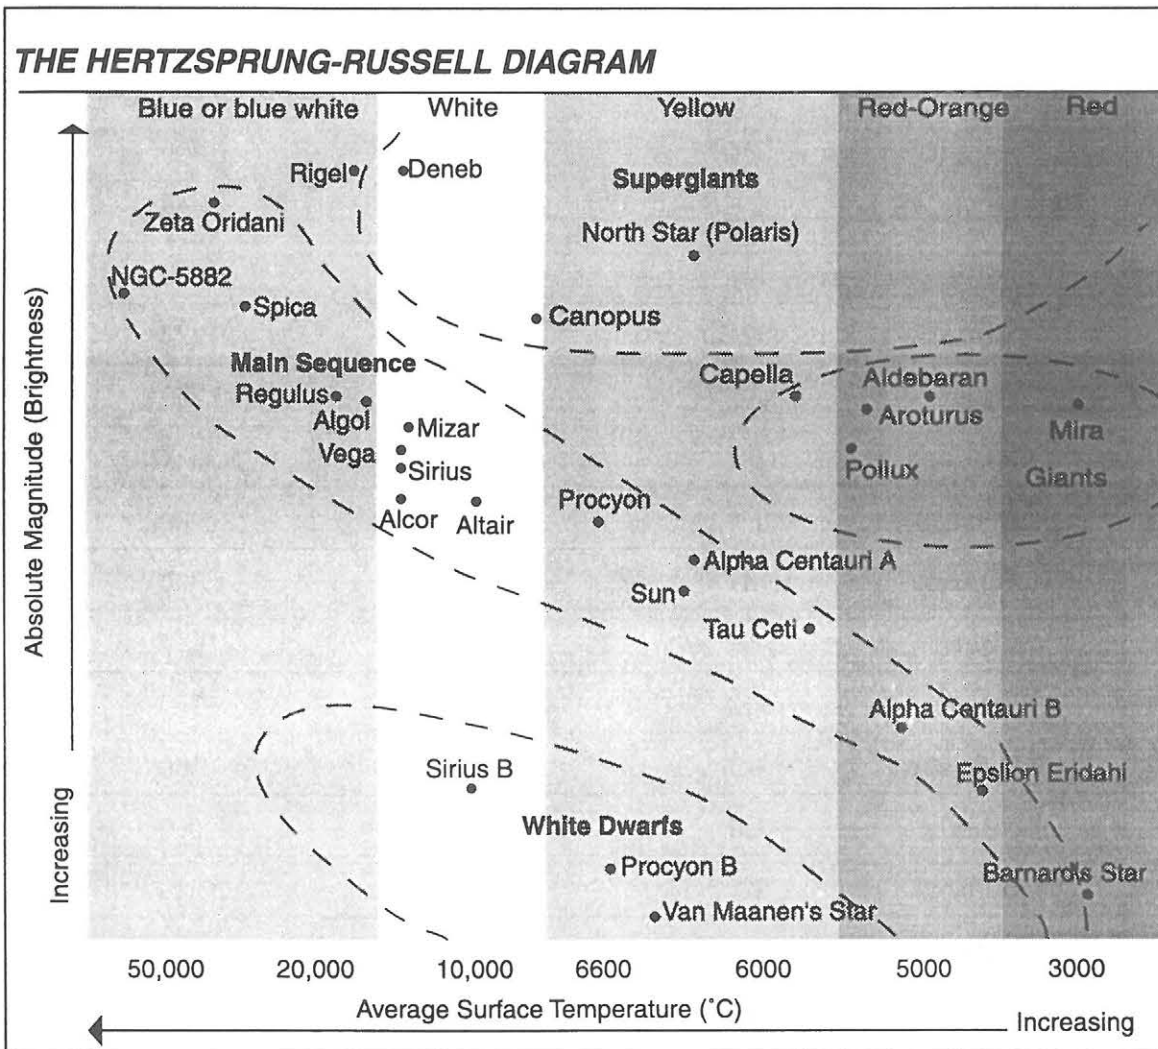 THE HERTZSPRUNG-RUSSELL DIAGRAM
Blue or blue white White Yellow Red-Orange Red
Rigel Deneb Supergiants
Zeta Oridani North Star (Polaris)
NGC-5882
Spica Canopus
Main Sequence Capella Aldebaran
Regulus
Algol Aroturus
Mizar Mira
Vega
Sirius Pollux
Giants
Alcor Altair Procyon
Alpha Centauri A
Sun
Tau Ceti
Alpha Centauri B
Sirius B Epslion Eridahi
White Dwarfs
Procyon B Barnard's Star
Van Maanen's Star
Absolute Magnitude (Brightness)
Increasing
50,000 20,000 10,000 6600 6000 5000 3000
Average Surface Temperature (˚C)
Increasing